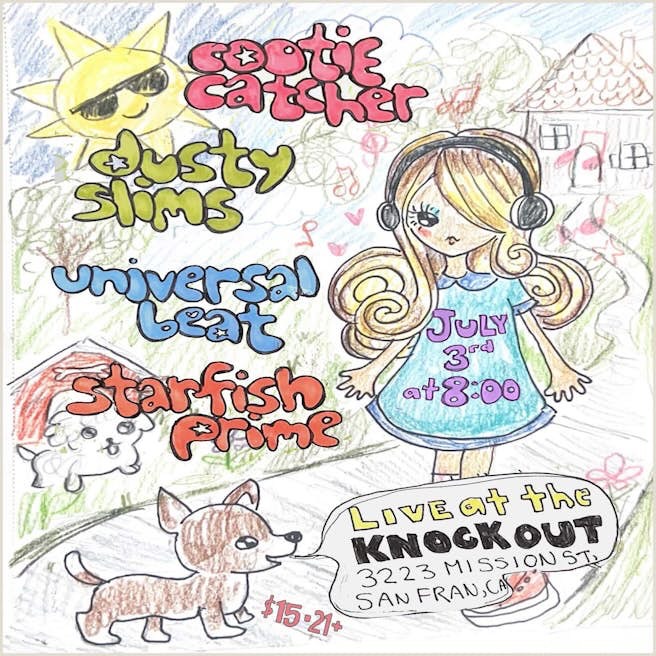 cootie
catcher
dusty
slims
universal
beat
starfish
prime
JULY
3rd
at 8:00
LIVE at the
KNOCKOUT
3223 MISSION ST,
SAN FRAN, CA
$15•21+